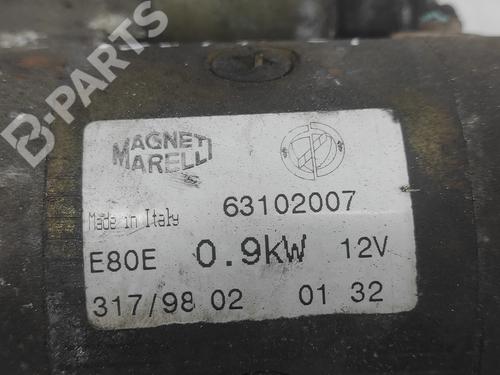 B-PARTS
MAGNETI
MARELLI
63102007
Made in Italy
E80E 0.9kW 12V
317/98 02 01 32